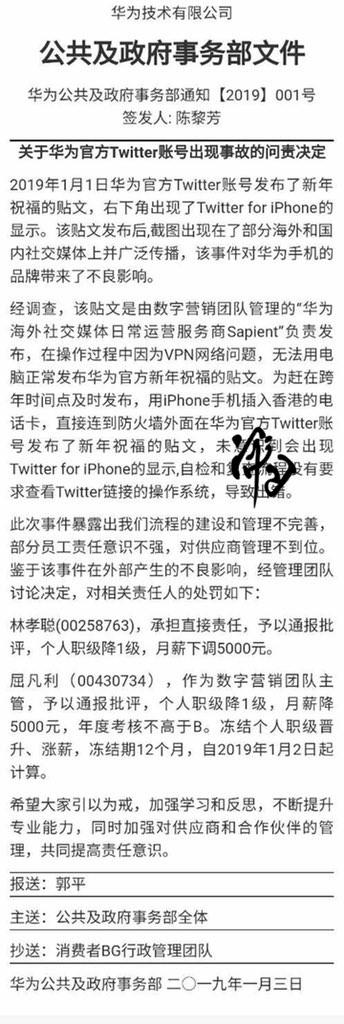 华为技术有限公司
公共及政府事务部文件
华为公共及政府事务部通知【2019】001号
签发人: 陈黎芳
关于华为官方Twitter账号出现事故的问责决定
2019年1月1日华为官方Twitter账号发布了新年
祝福的贴文，右下角出现了Twitter for iPhone的
显示。该贴文发布后,截图出现在了部分海外和国
内社交媒体上并广泛传播，该事件对华为手机的
品牌带来了不良影响。
经调查，该贴文是由数字营销团队管理的“华为
海外社交媒体日常运营服务商Sapient”负责发
布，在操作过程中因为VPN网络问题，无法用电
脑正常发布华为官方新年祝福的贴文。为赶在跨
年时间点及时发布，用iPhone手机插入香港的电
话卡，直接连到防火墙外面在华为官方Twitter账
号发布了新年祝福的贴文，未 到会出现
Twitter for iPhone的显示,自检和 没有要
求查看Twitter链接的操作系统，导致出 。
此次事件暴露出我们流程的建设和管理不完善，
部分员工责任意识不强，对供应商管理不到位。
鉴于该事件在外部产生的不良影响，经管理团队
讨论决定，对相关责任人的处罚如下：
林孝聪(00258763)，承担直接责任，予以通报批
评，个人职级降1级，月薪下调5000元。
屈凡利（00430734），作为数字营销团队主
管，予以通报批评，个人职级降1级，月薪降
5000元，年度考核不高于B。冻结个人职级晋
升、涨薪，冻结期12个月，自2019年1月2日起
计算。
希望大家引以为戒，加强学习和反思，不断提升
专业能力，同时加强对供应商和合作伙伴的管
理，共同提高责任意识。
报送：郭平
主送：公共及政府事务部全体
抄送：消费者BG行政管理团队
华为公共及政府事务部 二〇一九年一月三日